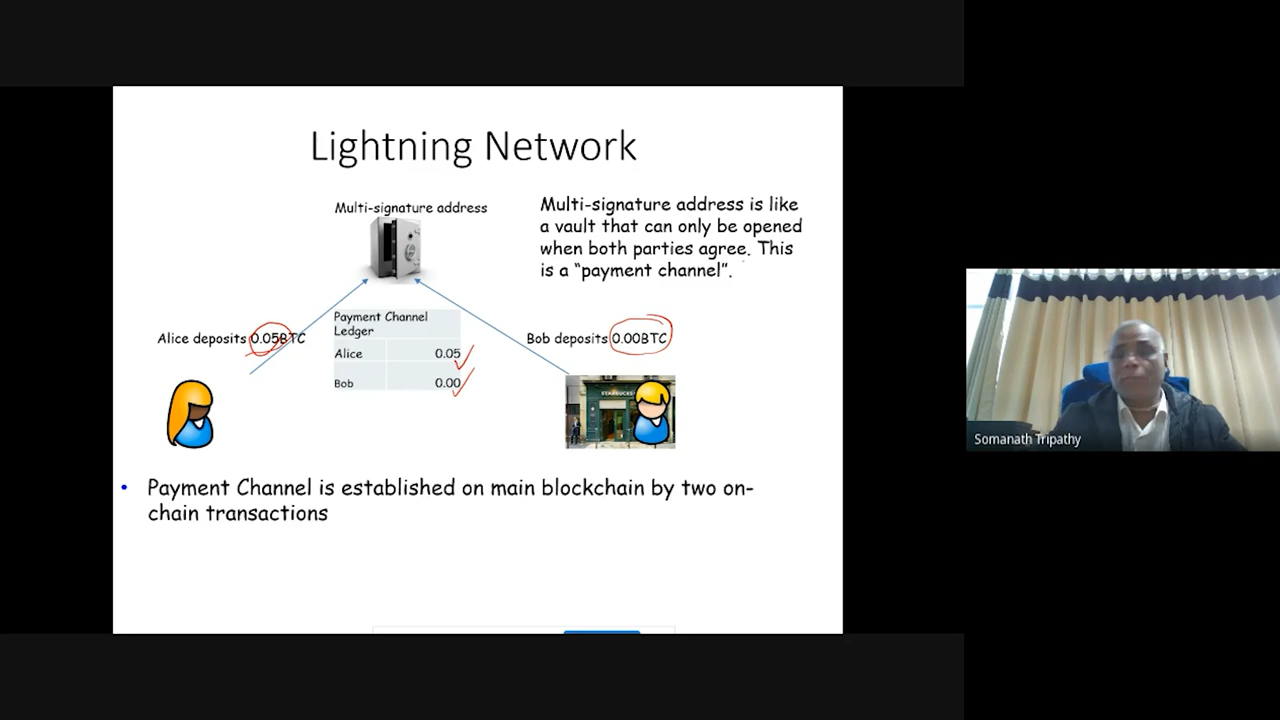 Lightning Network
Multi-signature address
Multi-signature address is like
a vault that can only be opened
when both parties agree. This
is a “payment channel”.
Payment Channel
Ledger
Alice 0.05
Bob 0.00
Alice deposits 0.05BTC
Bob deposits 0.00BTC
STARBUCKS
• Payment Channel is established on main blockchain by two on-
chain transactions
Somanath Tripathy